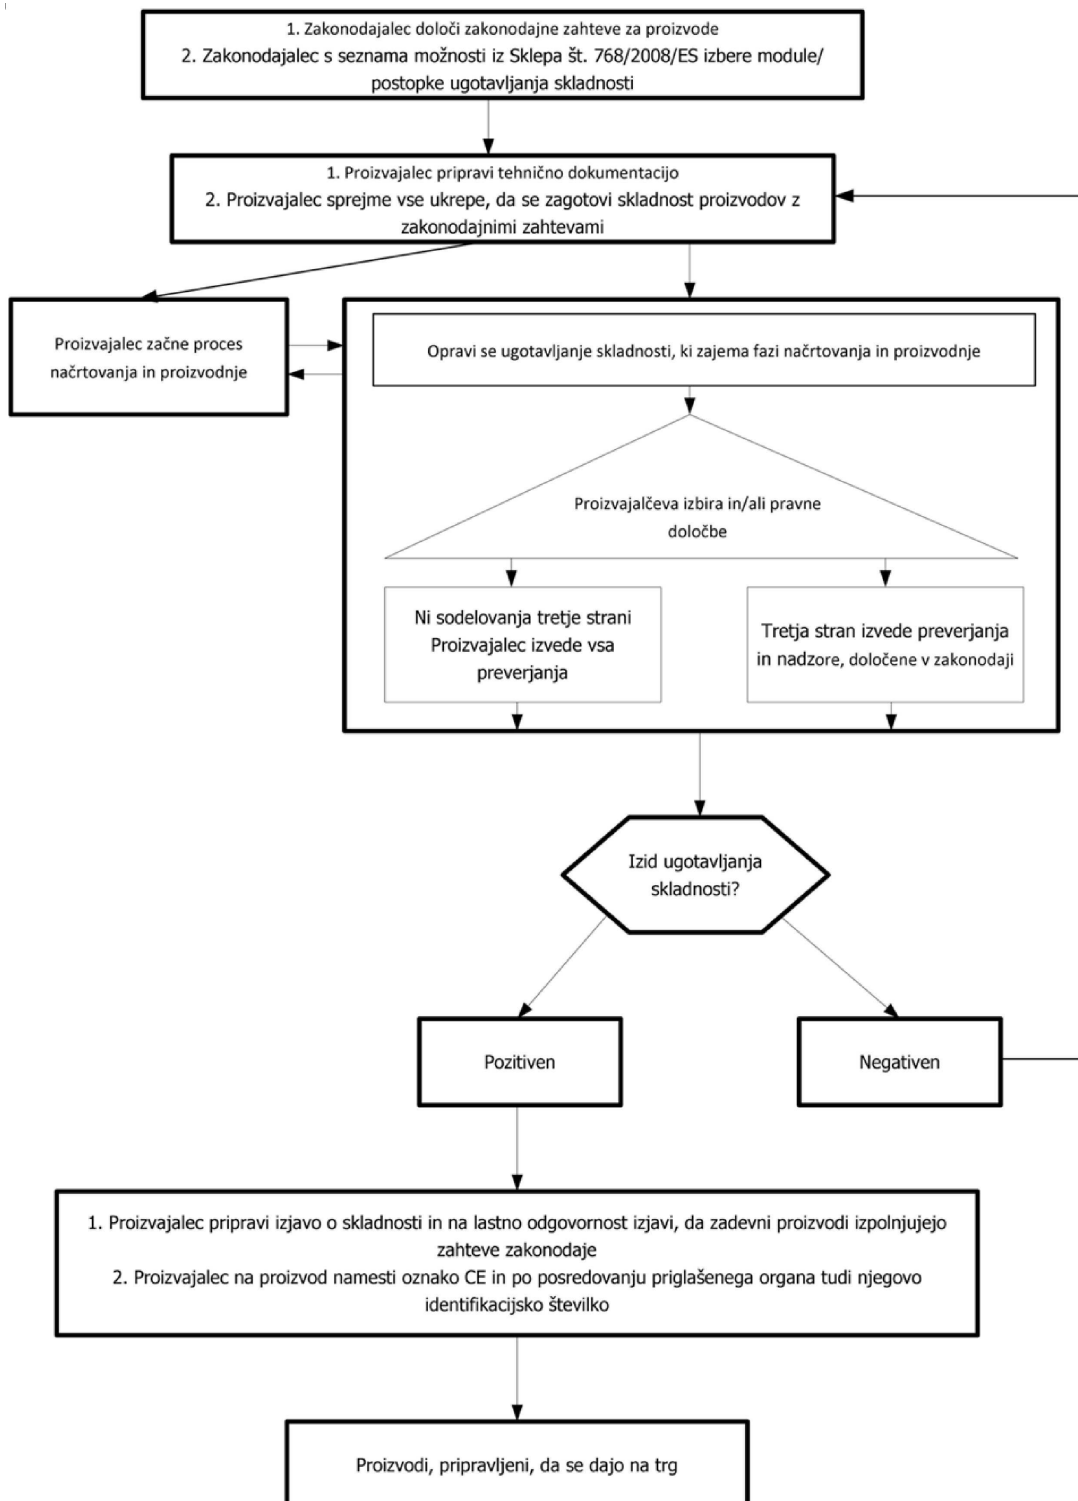 1. Zakonodajalec določi zakonodajne zahteve za proizvode
2. Zakonodajalec s seznama možnosti iz Sklepa št. 768/2008/ES izbere module/
postopke ugotavljanja skladnosti
1. Proizvajalec pripravi tehnično dokumentacijo
2. Proizvajalec sprejme vse ukrepe, da se zagotovi skladnost proizvodov z
zakonodajnimi zahtevami
Proizvajalec začne proces
načrtovanja in proizvodnje
Opravi se ugotavljanje skladnosti, ki zajema fazi načrtovanja in proizvodnje
Proizvajalčeva izbira in/ali pravne
določbe
Ni sodelovanja tretje strani
Proizvajalec izvede vsa
preverjanja
Tretja stran izvede preverjanja
in nadzore, določene v zakonodaji
Izid ugotavljanja
skladnosti?
Pozitiven
Negativen
1. Proizvajalec pripravi izjavo o skladnosti in na lastno odgovornost izjavi, da zadevni proizvodi izpolnjujejo
zahteve zakonodaje
2. Proizvajalec na proizvod namesti oznako CE in po posredovanju priglašenega organa tudi njegovo
identifikacijsko številko
Proizvodi, pripravljeni, da se dajo na trg